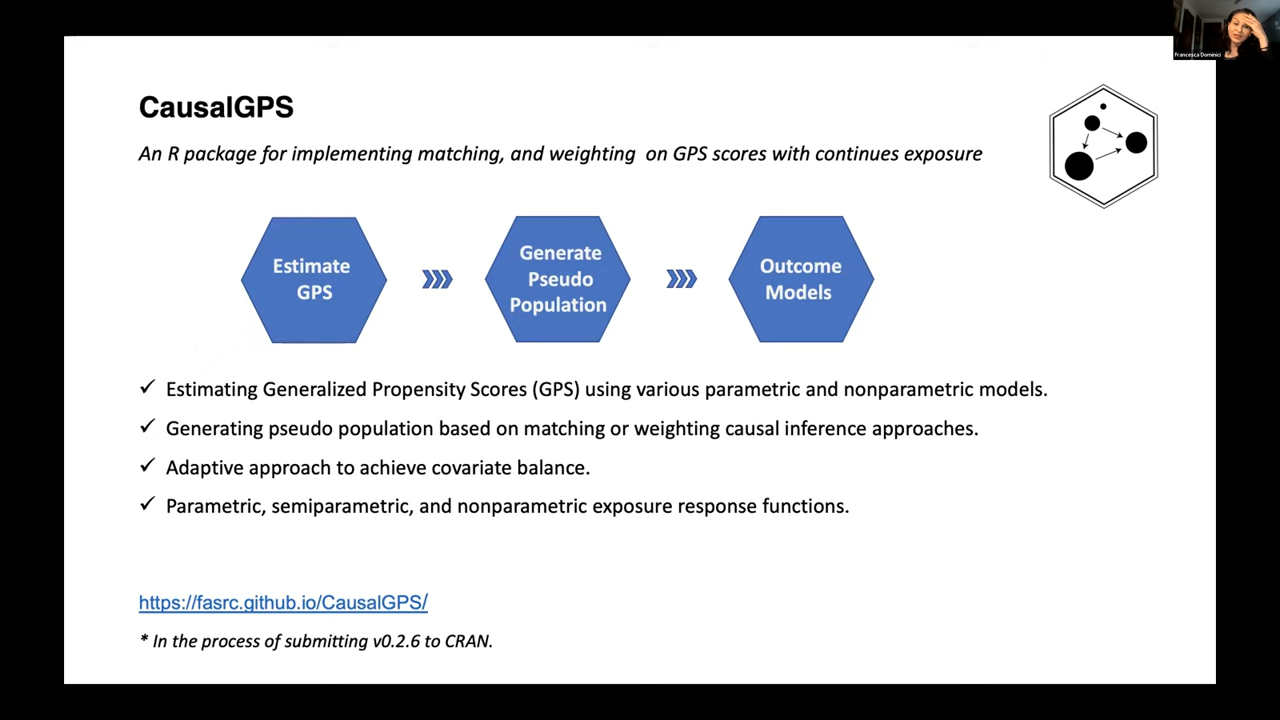 Francesca Dominici
CausalGPS
An R package for implementing matching, and weighting on GPS scores with continues exposure
Estimate
GPS
Generate
Pseudo
Population
Outcome
Models
✓ Estimating Generalized Propensity Scores (GPS) using various parametric and nonparametric models.
✓ Generating pseudo population based on matching or weighting causal inference approaches.
✓ Adaptive approach to achieve covariate balance.
✓ Parametric, semiparametric, and nonparametric exposure response functions.
https://fasrc.github.io/CausalGPS/
* In the process of submitting v0.2.6 to CRAN.